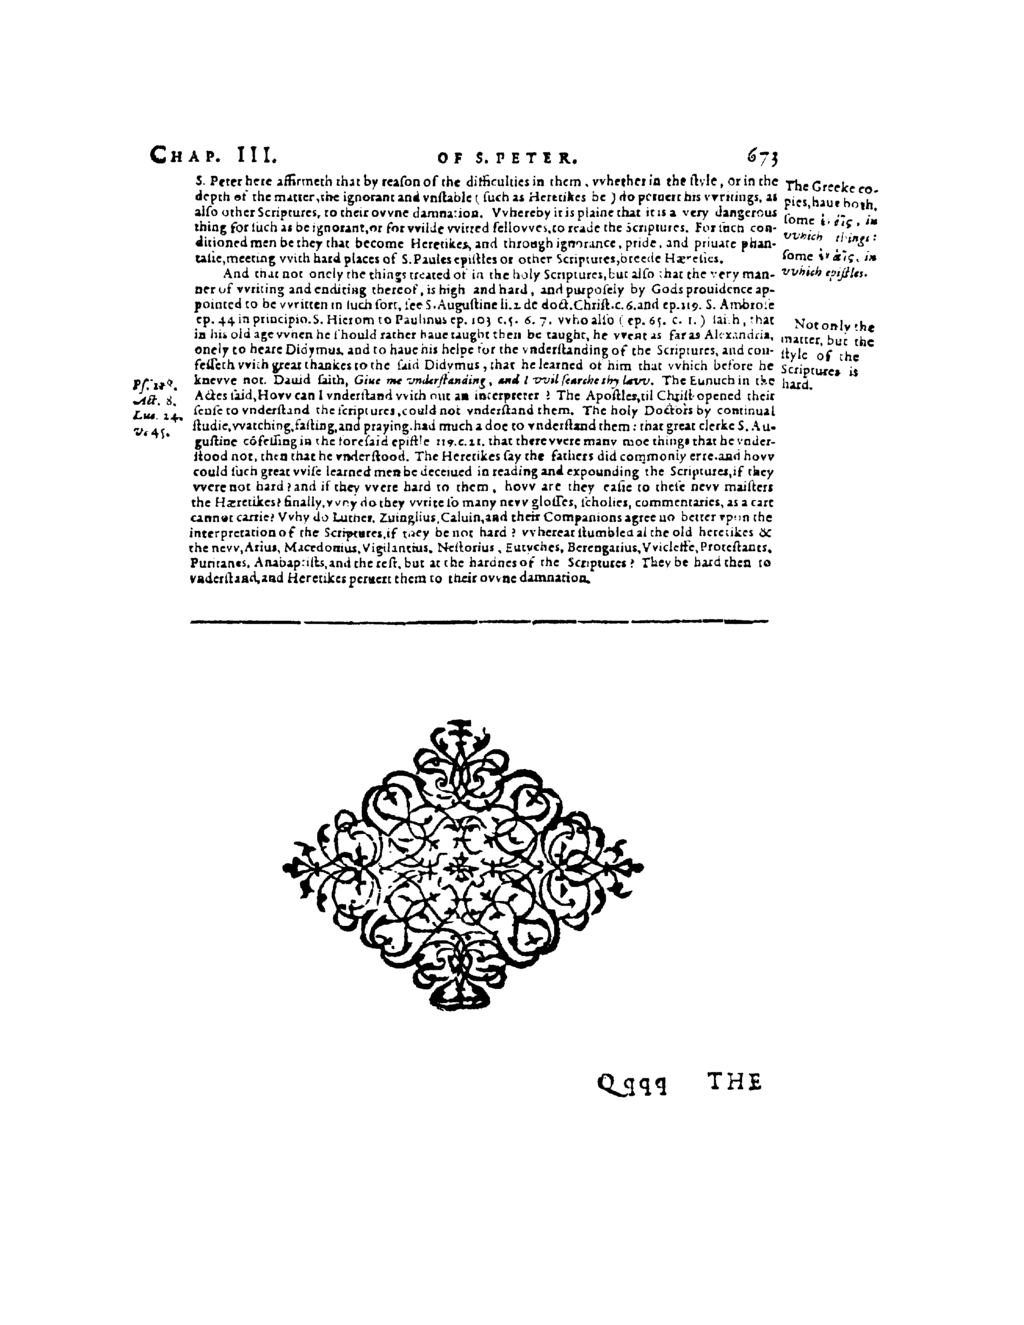 CHAP. III. OF S. PETER. 673
S. Peter here affirmeth that by reaſon of the difficulties in them, vvhether in the ſtyle, or in the
depth of the matter, the ignorant and vnſtable (ſuch as Heretikes be) do peruert his vvritings, as
alſo other Scriptures, to their ovvne damnation. Vvhereby it is plaine that it is a very dangerous
thing for ſuch as be ignorant, or for vvilde vvitted fellovves, to reade the Scriptures. For ſuch con-
ditioned men be they that become Heretikes, and through ignorance, pride, and priuate phan-
taſie, meeting vvith hard places of S. Paules epiſtles or other Scriptures, breede Hæreſies.
And that not onely the things treated of in the holy Scriptures, but alſo that the very man-
ner of vvriting and enditing thereof, is high and hard, and purpoſely by Gods prouidence ap-
pointed to be vvritten in ſuch ſort, ſee S. Auguſtine li. 2. de doct. Chriſt. c. 6. and ep. 119. S. Ambroſe
ep. 44 in principio. S. Hierom to Paulinus ep. 103 c. 5. 6. 7. vvho alſo (ep. 65. c. 1.) ſaith, that
in his old age vvhen he ſhould rather haue taught then be taught, he vvent as far as Alexandria,
onely to heare Didymus, and to haue his helpe for the vnderſtanding of the Scriptures, and con-
feſſeth vvith great thankes to the ſaid Didymus, that he learned of him that vvhich before he
knevve not. Dauid ſaith, Giue me vnderſtanding, and I vvil ſearche thy lavv. The Eunuch in the
Actes ſaid, Hovv can I vnderſtand vvith out an interpreter? The Apoſtles, til Chriſt opened their
ſenſe to vnderſtand the ſcriptures, could not vnderſtand them. The holy Doctors by continual
ſtudie, vvatching, faſting, and praying, had much a doe to vnderſtand them: that great clerke S. Au-
guſtine cõfeſſing in the foreſaid epiſtle 119. c. 21. that there vvere many moe things that he vnder-
ſtood not, then that he vnderſtood. The Heretikes ſay the fathers did commonly erre. and hovv
could ſuch great vviſe learned men be deceiued in reading and expounding the Scriptures, if they
vvere not hard? and if they vvere hard to them, hovv are they eaſie to theſe nevv maiſters
the Hæretikes? finally, vvhy do they vvrite ſo many nevv gloſſes, ſcholies, commentaries, as a cart
cannot carrie? Vvhy do Luther, Zuinglius, Caluin, and their Companions agree no better vpon the
interpretation of the Scriptures, if they be not hard? vvhereat ſtumbled al the old heretikes &
the nevv, Arius, Macedonius, Vigilantius, Neſtorius, Eutyches, Berengarius, Vvicleffe, Proteſtants,
Puritanes, Anabaptiſts, and the reſt, but at the hardnes of the Scriptures? They be hard then to
vnderſtand, and Heretikes peruert them to their ovvne damnation.
The Greeke co-
pies, haue both,
ſome ἐν οἷς, in
vvhich things:
ſome ἐν αἷς, in
vvhich epiſtles.
Not only the
matter, but the
ſtyle of the
Scriptures is
hard.
Act. 8.
Luc. 24.
v. 45.
Qqqq THE